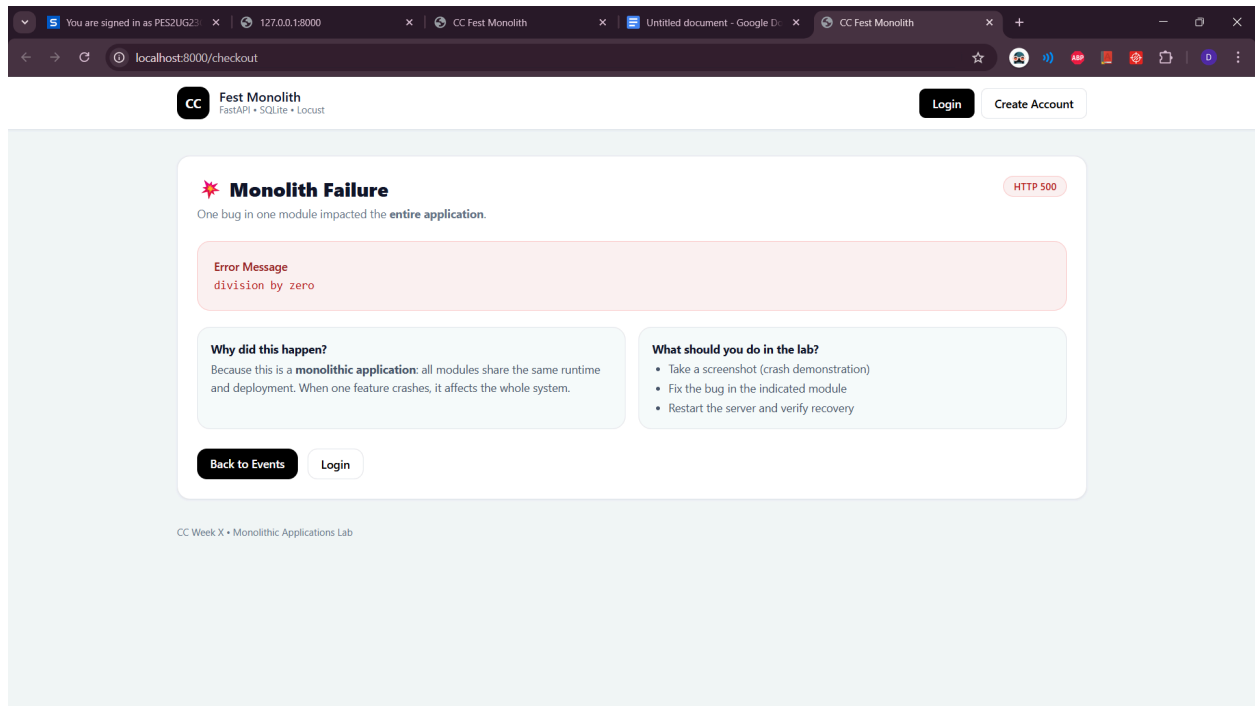 You are signed in as PES2UG23
127.0.0.1:8000
CC Fest Monolith
Untitled document - Google Do
CC Fest Monolith
localhost:8000/checkout
ABP
D
CC
Fest Monolith
FastAPI • SQLite • Locust
Login
Create Account
Monolith Failure
HTTP 500
One bug in one module impacted the entire application.
Error Message
division by zero
Why did this happen?
Because this is a monolithic application: all modules share the same runtime
and deployment. When one feature crashes, it affects the whole system.
What should you do in the lab?
• Take a screenshot (crash demonstration)
• Fix the bug in the indicated module
• Restart the server and verify recovery
Back to Events
Login
CC Week X • Monolithic Applications Lab